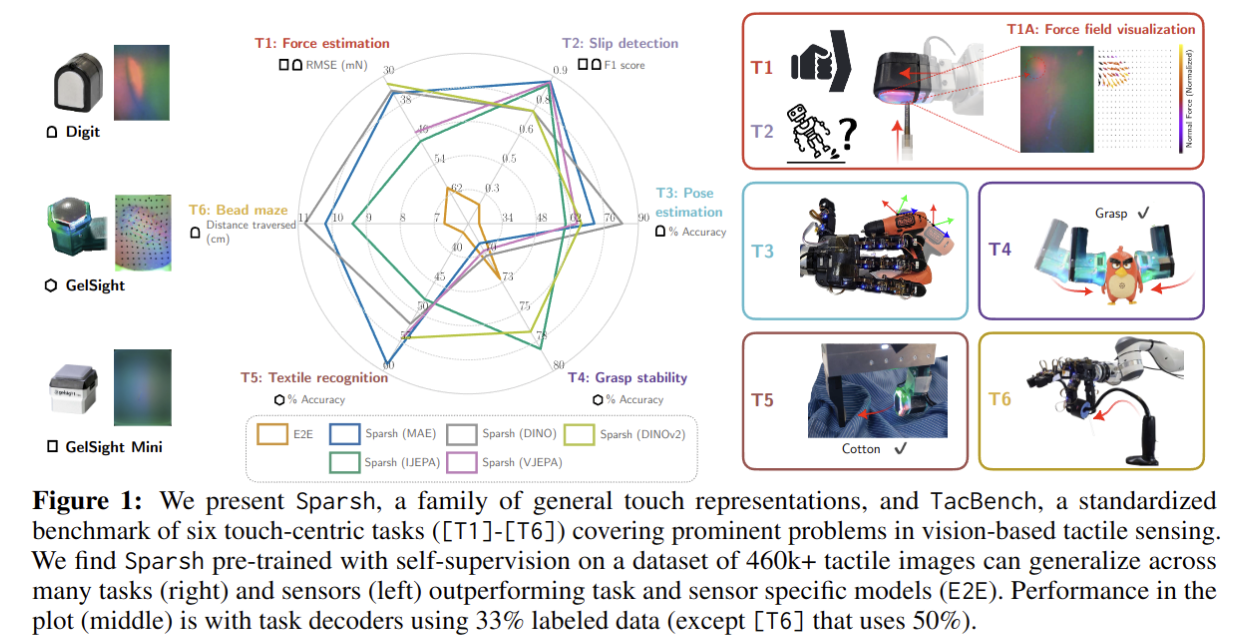 T1: Force estimation
RMSE (mN)
T2: Slip detection
F1 score
T1A: Force field visualization
30
0.9
38
0.8
46
0.6
54
0.5
62
0.3
Digit
T1
T2
?
Normal Force (Normalized)
T6: Bead maze
Distance traversed
(cm)
11
10
9
8
7
34
48
62
76
90
T3: Pose
estimation
% Accuracy
GelSight
40
45
73
50
75
55
78
60
80
T3
T4
Grasp ✓
T5: Textile recognition
% Accuracy
T4: Grasp stability
% Accuracy
GelSight Mini
E2E
Sparsh (MAE)
Sparsh (DINO)
Sparsh (DINOv2)
Sparsh (IJEPA)
Sparsh (VJEPA)
T5
Cotton ✓
T6
Figure 1: We present Sparsh, a family of general touch representations, and TacBench, a standardized
benchmark of six touch-centric tasks ([T1]-[T6]) covering prominent problems in vision-based tactile sensing.
We find Sparsh pre-trained with self-supervision on a dataset of 460k+ tactile images can generalize across
many tasks (right) and sensors (left) outperforming task and sensor specific models (E2E). Performance in the
plot (middle) is with task decoders using 33% labeled data (except [T6] that uses 50%).